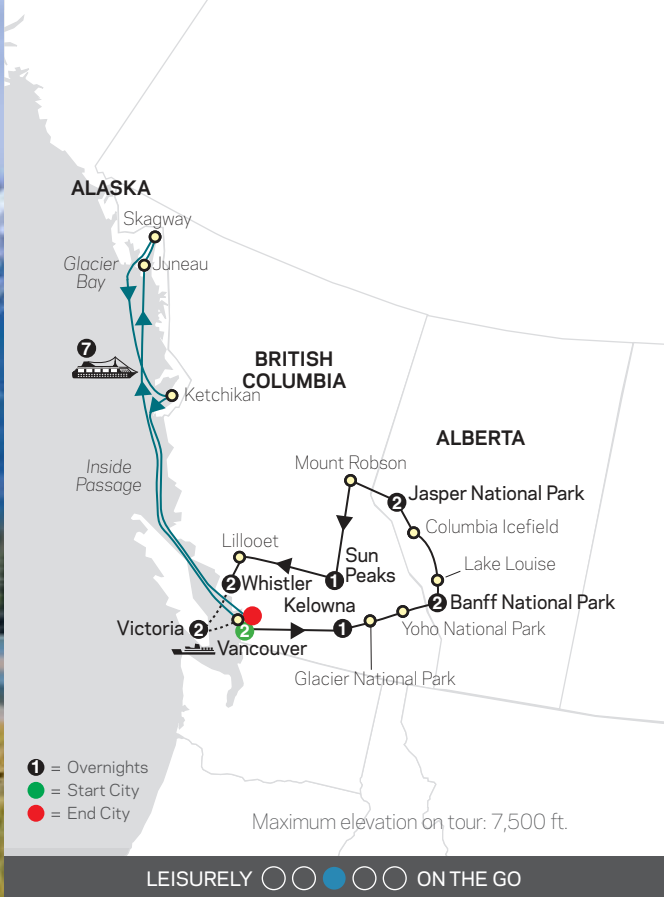 ALASKA
Skagway
Glacier
Bay
Juneau
7
BRITISH
COLUMBIA
Ketchikan
ALBERTA
Inside
Passage
Mount Robson
2 Jasper National Park
Columbia Icefield
Lillooet
Sun
Peaks
1
Lake Louise
2 Whistler
Kelowna
2 Banff National Park
Victoria 2
2
1
Yoho National Park
Vancouver
Glacier National Park
1 = Overnights
= Start City
= End City
Maximum elevation on tour: 7,500 ft.
LEISURELY ON THE GO